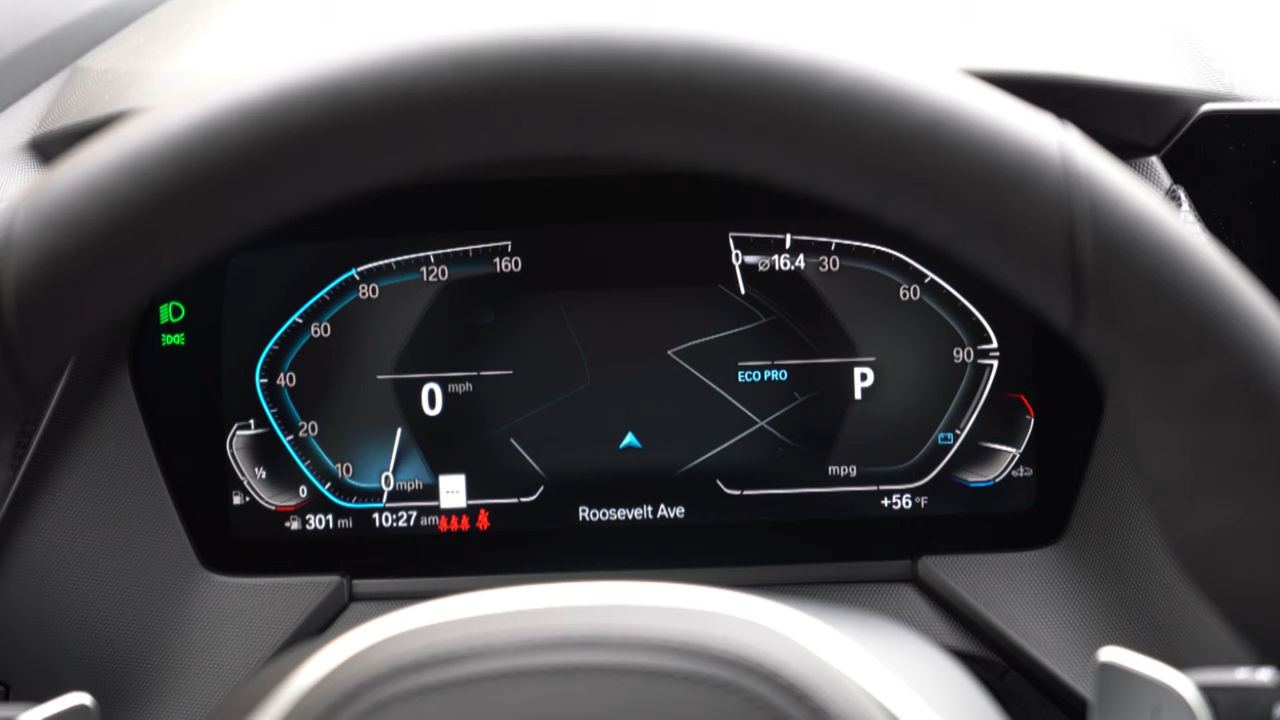 120
160
80
60
40
20
10
0 mph
0 mph
1
½
0
0
⌀16.4
30
60
90
ECO PRO
P
mpg
+56 °F
301 mi
10:27 am
---
Roosevelt Ave